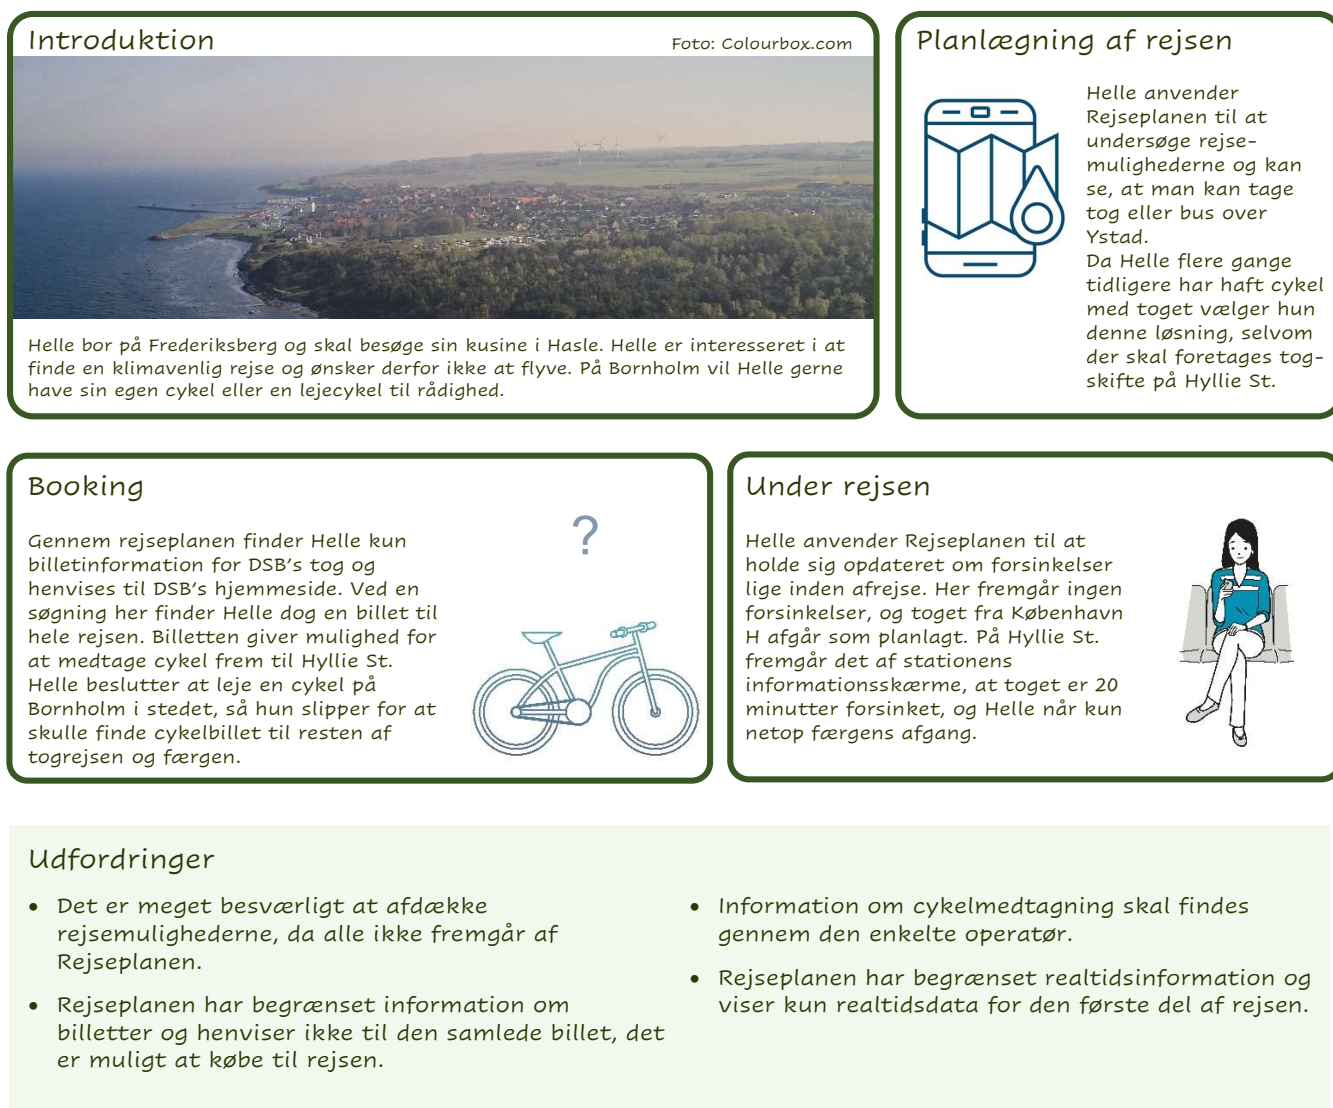 Introduktion
Foto: Colourbox.com
Helle bor på Frederiksberg og skal besøge sin kusine i Hasle. Helle er interesseret i at
finde en klimavenlig rejse og ønsker derfor ikke at flyve. På Bornholm vil Helle gerne
have sin egen cykel eller en lejecykel til rådighed.
Planlægning af rejsen
Helle anvender
Rejseplanen til at
undersøge rejse-
mulighederne og kan
se, at man kan tage
tog eller bus over
Ystad.
Da Helle flere gange
tidligere har haft cykel
med toget vælger hun
denne løsning, selvom
der skal foretages tog-
skifte på Hyllie St.
Booking
Gennem rejseplanen finder Helle kun
billetinformation for DSB's tog og
henvises til DSB's hjemmeside. Ved en
søgning her finder Helle dog en billet til
hele rejsen. Billetten giver mulighed for
at medtage cykel frem til Hyllie St.
Helle beslutter at leje en cykel på
Bornholm i stedet, så hun slipper for at
skulle finde cykelbillet til resten af
togrejsen og færgen.
?
Under rejsen
Helle anvender Rejseplanen til at
holde sig opdateret om forsinkelser
lige inden afrejse. Her fremgår ingen
forsinkelser, og toget fra København
H afgår som planlagt. På Hyllie St.
fremgår det af stationens
informationsskærme, at toget er 20
minutter forsinket, og Helle når kun
netop færgens afgang.
Udfordringer
• Det er meget besværligt at afdække
rejsemulighederne, da alle ikke fremgår af
Rejseplanen.
• Rejseplanen har begrænset information om
billetter og henviser ikke til den samlede billet, det
er muligt at købe til rejsen.
• Information om cykelmedtagning skal findes
gennem den enkelte operatør.
• Rejseplanen har begrænset realtidsinformation og
viser kun realtidsdata for den første del af rejsen.